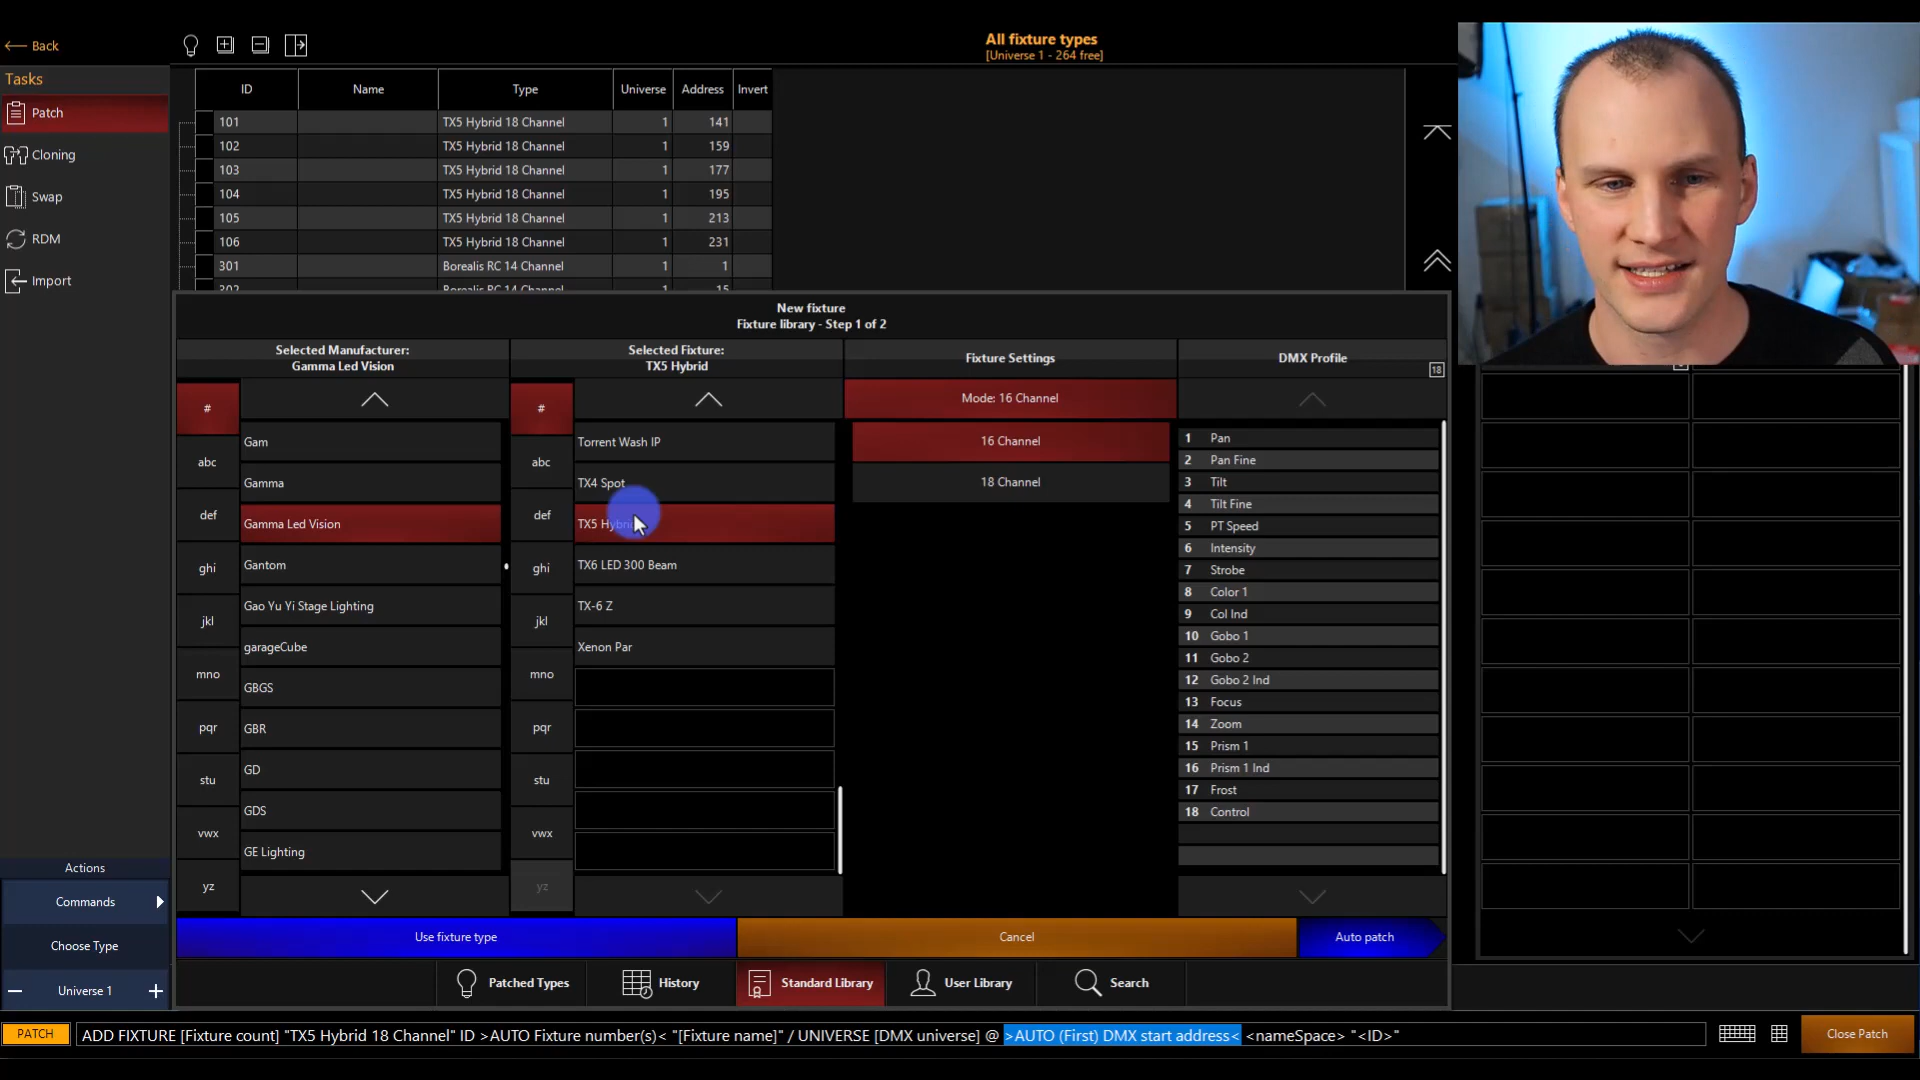 Back
Tasks
Patch
Cloning
Swap
RDM
Import
Actions
Commands
Choose Type
Universe 1
All fixture types
[Universe 1 - 264 free]
ID Name Type Universe Address Invert
101 TX5 Hybrid 18 Channel 1 141
102 TX5 Hybrid 18 Channel 1 159
103 TX5 Hybrid 18 Channel 1 177
104 TX5 Hybrid 18 Channel 1 195
105 TX5 Hybrid 18 Channel 1 213
106 TX5 Hybrid 18 Channel 1 231
301 Borealis RC 14 Channel 1 1
302 Borealis RC 14 Channel 1 15
New fixture
Fixture library - Step 1 of 2
Selected Manufacturer:
Gamma Led Vision
#
abc
def
ghi
jkl
mno
pqr
stu
vwx
yz
Gam
Gamma
Gamma Led Vision
Gantom
Gao Yu Yi Stage Lighting
garageCube
GBGS
GBR
GD
GDS
GE Lighting
Selected Fixture:
TX5 Hybrid
#
abc
def
ghi
jkl
mno
pqr
stu
vwx
yz
Torrent Wash IP
TX4 Spot
TX5 Hybrid
TX6 LED 300 Beam
TX-6 Z
Xenon Par
Fixture Settings
Mode: 16 Channel
16 Channel
18 Channel
DMX Profile
18
1 Pan
2 Pan Fine
3 Tilt
4 Tilt Fine
5 PT Speed
6 Intensity
7 Strobe
8 Color 1
9 Col Ind
10 Gobo 1
11 Gobo 2
12 Gobo 2 Ind
13 Focus
14 Zoom
15 Prism 1
16 Prism 1 Ind
17 Frost
18 Control
Use fixture type
Cancel
Auto patch
Patched Types
History
Standard Library
User Library
Search
PATCH
ADD FIXTURE [Fixture count] "TX5 Hybrid 18 Channel" ID >AUTO Fixture number(s)< "[Fixture name]" / UNIVERSE [DMX universe] @ >AUTO (First) DMX start address< <nameSpace> "<ID>"
Close Patch